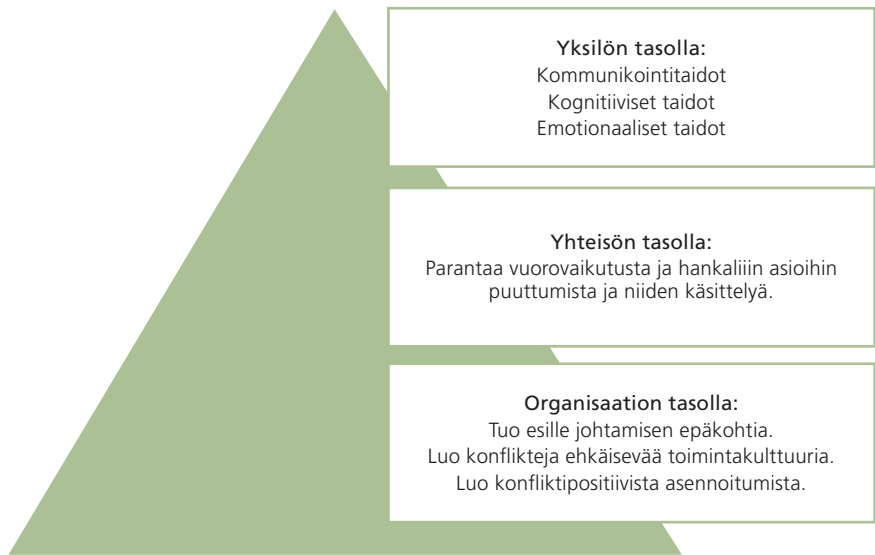 Yksilön tasolla:
Kommunikointitaidot
Kognitiiviset taidot
Emotionaaliset taidot
Yhteisön tasolla:
Parantaa vuorovaikutusta ja hankaliiin asioihin
puuttumista ja niiden käsittelyä.
Organisaation tasolla:
Tuo esille johtamisen epäkohtia.
Luo konflikteja ehkäisevää toimintakulttuuria.
Luo konfliktipositiivista asennoitumista.